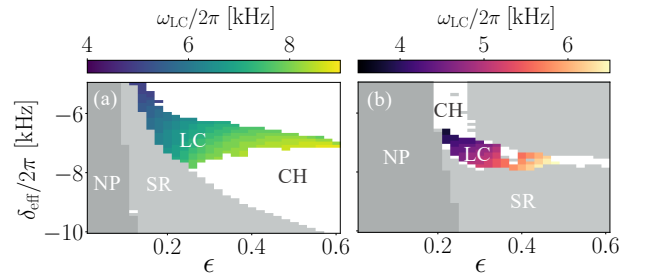 ω_LC/2π [kHz]
ω_LC/2π [kHz]
4 6 8
4 5 6
(a)
(b)
δ_eff/2π [kHz]
−6
−8
−10
NP
SR
LC
CH
NP
CH
LC
SR
0.2 0.4 0.6
0.2 0.4 0.6
ϵ
ϵ